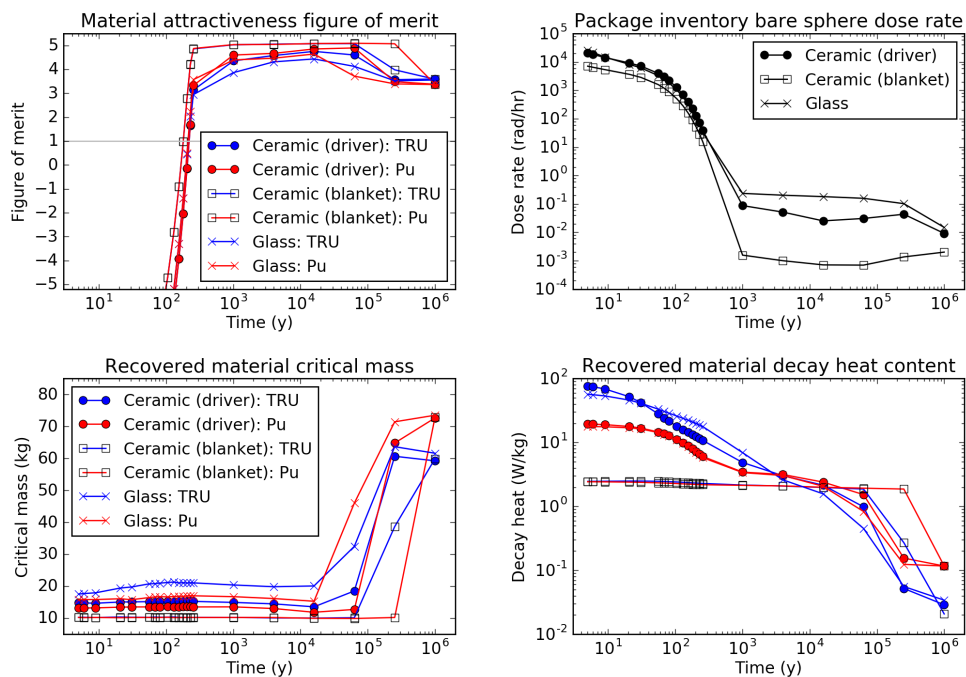 Material attractiveness figure of merit
Figure of merit
5
4
3
2
1
0
−1
−2
−3
−4
−5
Ceramic (driver): TRU
Ceramic (driver): Pu
Ceramic (blanket): TRU
Ceramic (blanket): Pu
Glass: TRU
Glass: Pu
10^1 10^2 10^3 10^4 10^5 10^6
Time (y)
Package inventory bare sphere dose rate
Dose rate (rad/hr)
10^5
10^4
10^3
10^2
10^1
10^0
10^-1
10^-2
10^-3
10^-4
Ceramic (driver)
Ceramic (blanket)
Glass
10^1 10^2 10^3 10^4 10^5 10^6
Time (y)
Recovered material critical mass
Critical mass (kg)
80
70
60
50
40
30
20
10
Ceramic (driver): TRU
Ceramic (driver): Pu
Ceramic (blanket): TRU
Ceramic (blanket): Pu
Glass: TRU
Glass: Pu
10^1 10^2 10^3 10^4 10^5 10^6
Time (y)
Recovered material decay heat content
Decay heat (W/kg)
10^2
10^1
10^0
10^-1
10^-2
10^1 10^2 10^3 10^4 10^5 10^6
Time (y)